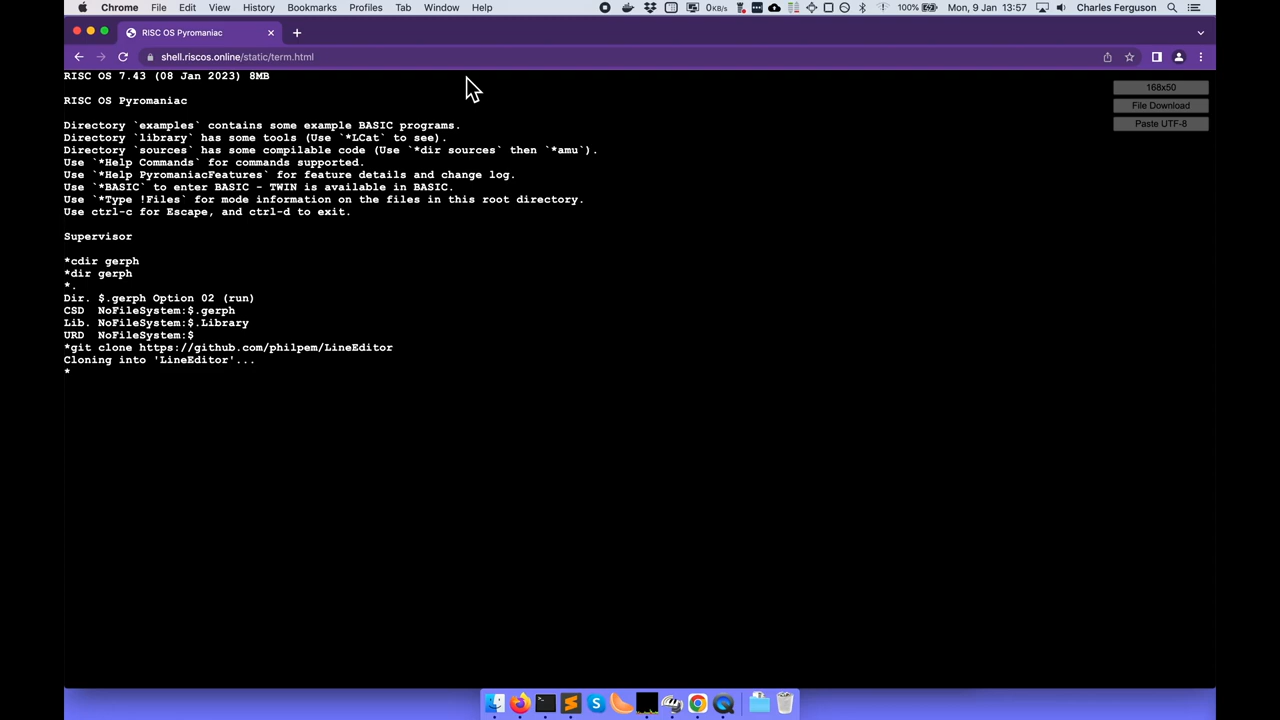 Chrome File Edit View History Bookmarks Profiles Tab Window Help 0KB/s 100% Mon, 9 Jan 13:57 Charles Ferguson
RISC OS Pyromaniac
shell.riscos.online/static/term.html
RISC OS 7.43 (08 Jan 2023) 8MB
168x50
RISC OS Pyromaniac
File Download
Directory `examples` contains some example BASIC programs.
Paste UTF-8
Directory `library` has some tools (Use `*LCat` to see).
Directory `sources` has some compilable code (Use `*dir sources` then `*amu`).
Use `*Help Commands` for commands supported.
Use `*Help PyromaniacFeatures` for feature details and change log.
Use `*BASIC` to enter BASIC - TWIN is available in BASIC.
Use `*Type !Files` for mode information on the files in this root directory.
Use ctrl-c for Escape, and ctrl-d to exit.
Supervisor
*cdir gerph
*dir gerph
*.
Dir. $.gerph Option 02 (run)
CSD  NoFileSystem:$.gerph
Lib. NoFileSystem:$.Library
URD  NoFileSystem:$
*git clone https://github.com/philpem/LineEditor
Cloning into 'LineEditor'...
*